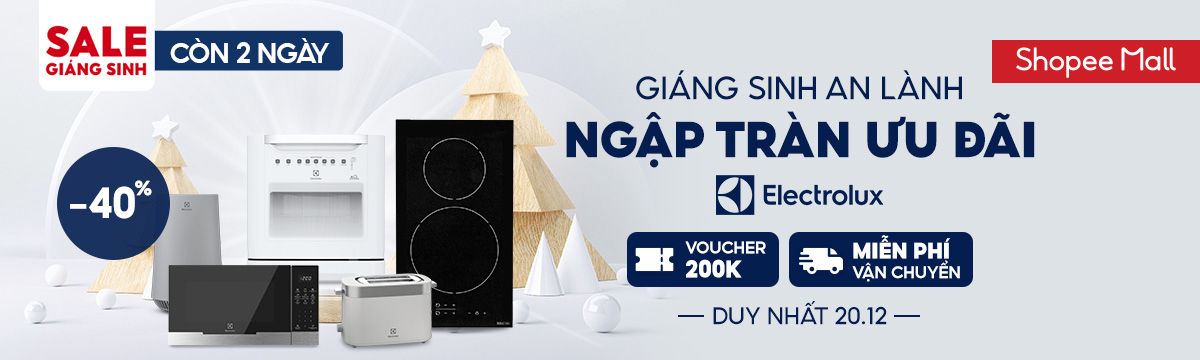 SALE
GIÁNG SINH
CÒN 2 NGÀY
Shopee Mall
GIÁNG SINH AN LÀNH
NGẬP TRÀN ƯU ĐÃI
Electrolux
-40%
VOUCHER
200K
MIỄN PHÍ
VẬN CHUYỂN
— DUY NHẤT 20.12 —